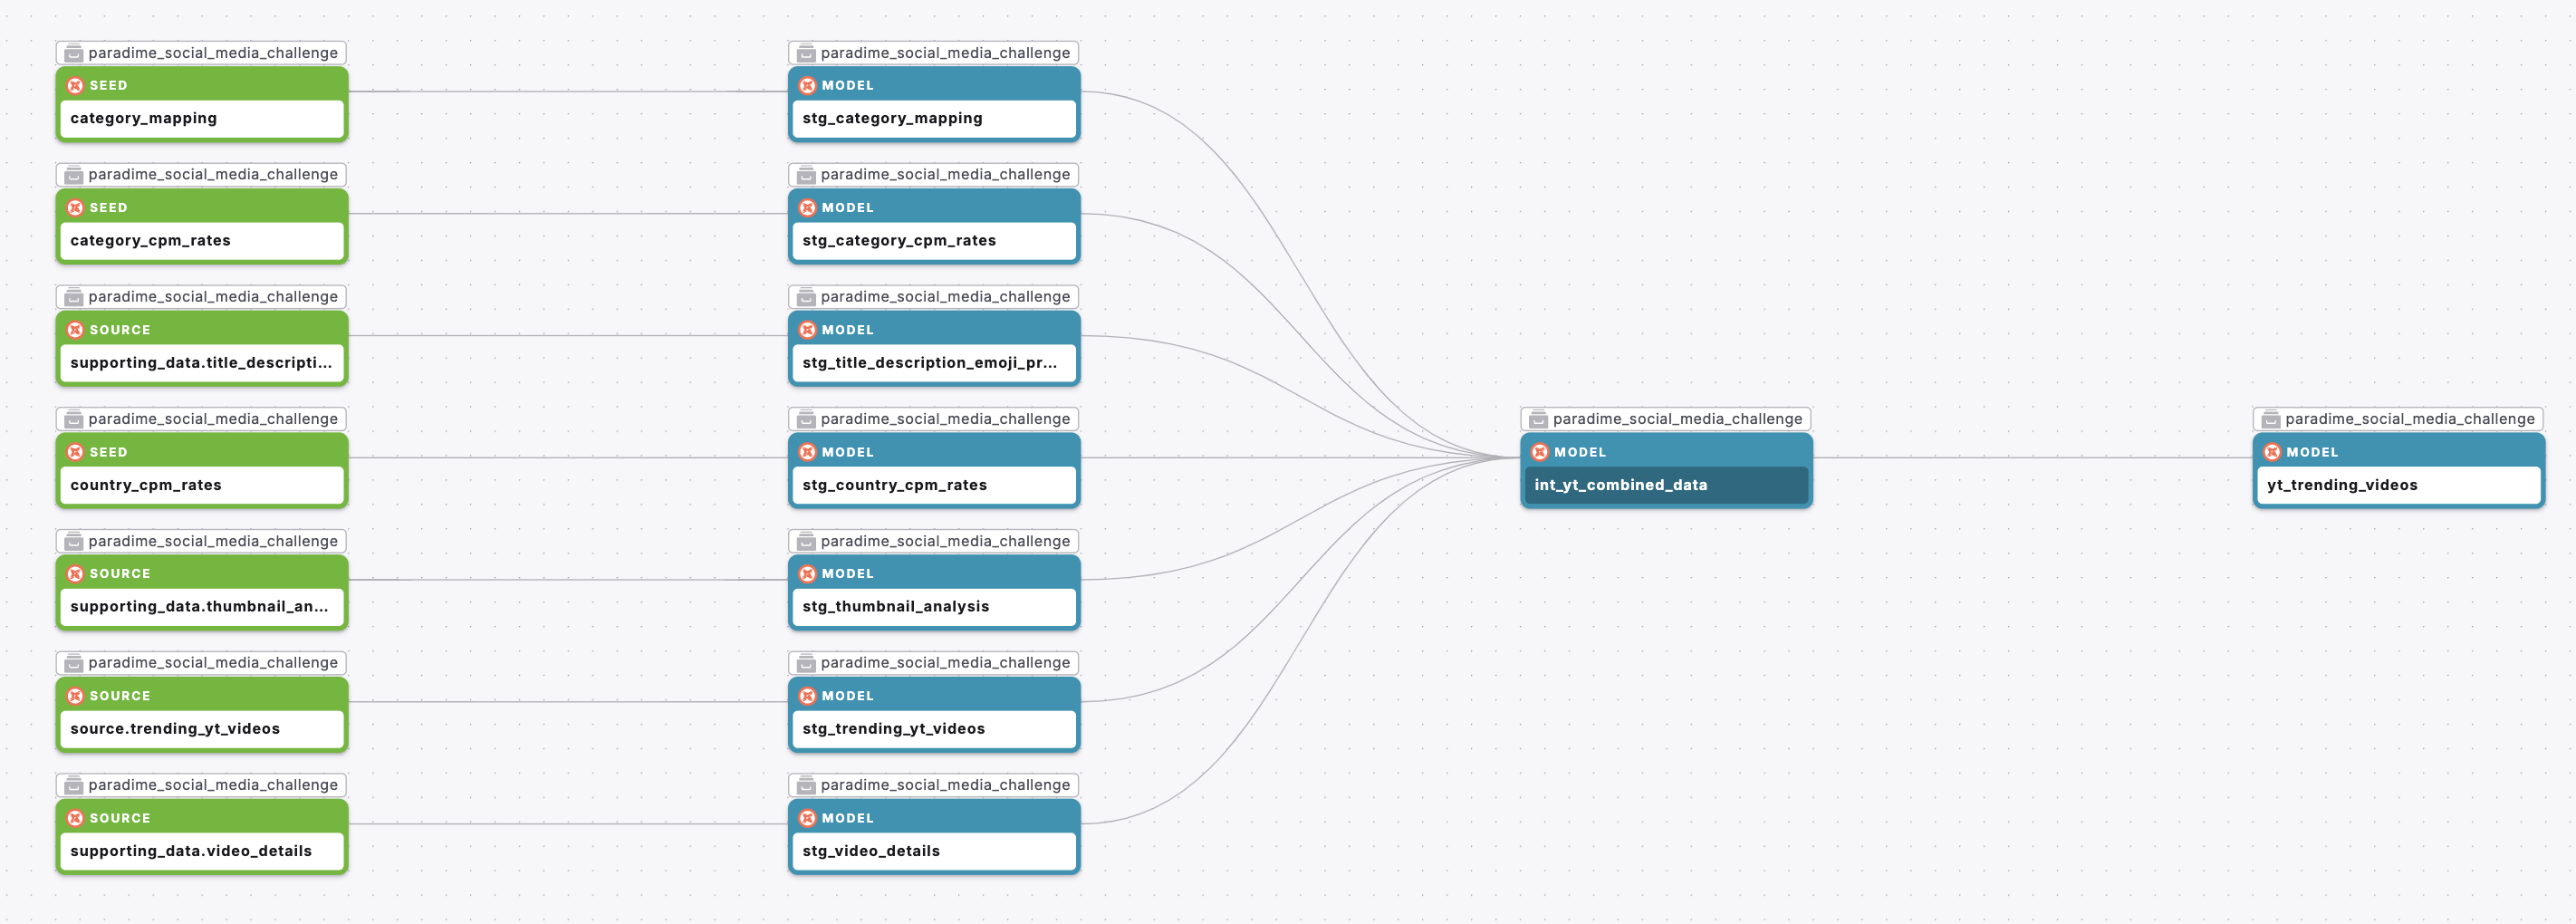 paradime_social_media_challenge
SEED
category_mapping
paradime_social_media_challenge
MODEL
stg_category_mapping
paradime_social_media_challenge
SEED
category_cpm_rates
paradime_social_media_challenge
MODEL
stg_category_cpm_rates
paradime_social_media_challenge
SOURCE
supporting_data.title_descripti...
paradime_social_media_challenge
MODEL
stg_title_description_emoji_pr...
paradime_social_media_challenge
SEED
country_cpm_rates
paradime_social_media_challenge
MODEL
stg_country_cpm_rates
paradime_social_media_challenge
MODEL
int_yt_combined_data
paradime_social_media_challenge
MODEL
yt_trending_videos
paradime_social_media_challenge
SOURCE
supporting_data.thumbnail_an...
paradime_social_media_challenge
MODEL
stg_thumbnail_analysis
paradime_social_media_challenge
SOURCE
source.trending_yt_videos
paradime_social_media_challenge
MODEL
stg_trending_yt_videos
paradime_social_media_challenge
SOURCE
supporting_data.video_details
paradime_social_media_challenge
MODEL
stg_video_details